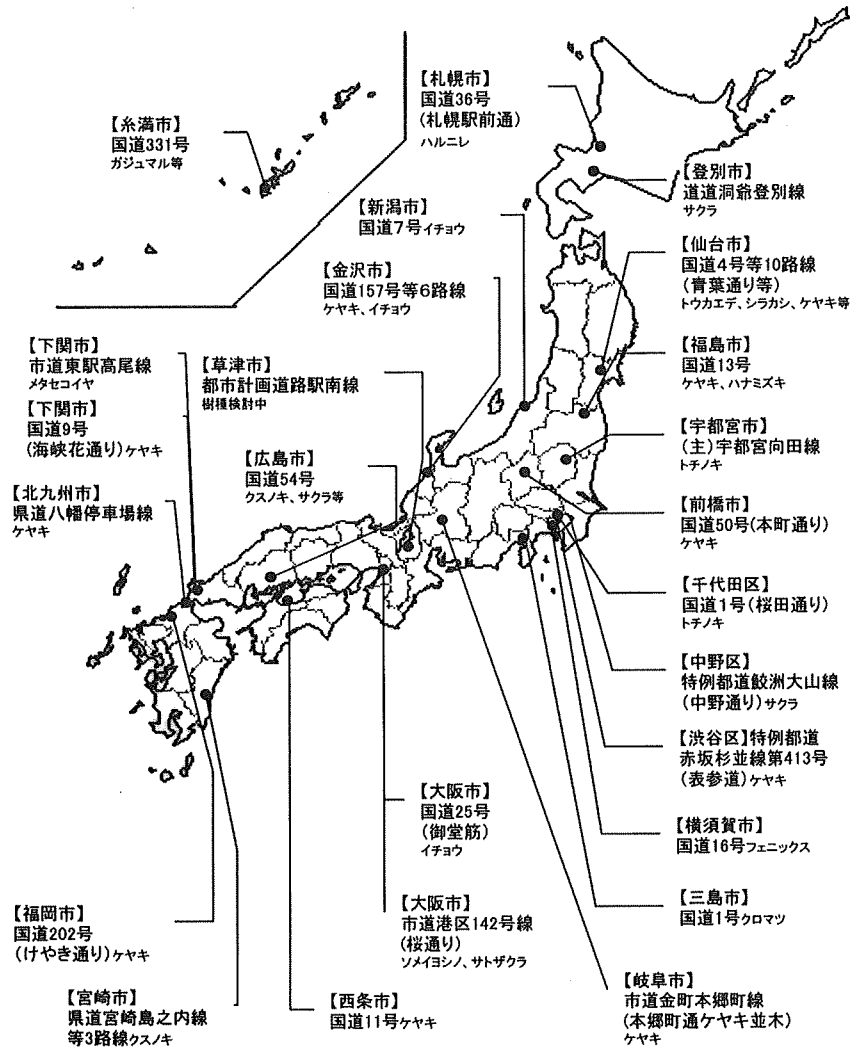 【札幌市】
国道36号
(札幌駅前通)
ハルニレ
【糸満市】
国道331号
ガジュマル等
【登別市】
道道洞爺登別線
サクラ
【新潟市】
国道7号イチョウ
【仙台市】
国道4号等10路線
(青葉通り等)
トウカエデ、シラカシ、ケヤキ等
【金沢市】
国道157号等6路線
ケヤキ、イチョウ
【福島市】
国道13号
ケヤキ、ハナミズキ
【下関市】
市道東駅高尾線
メタセコイヤ
【草津市】
都市計画道路駅南線
樹種検討中
【下関市】
国道9号
(海峡花通り)ケヤキ
【宇都宮市】
(主)宇都宮向田線
トチノキ
【広島市】
国道54号
クスノキ、サクラ等
【北九州市】
県道八幡停車場線
ケヤキ
【前橋市】
国道50号(本町通り)
ケヤキ
【千代田区】
国道1号(桜田通り)
トチノキ
【中野区】
特例都道鮫洲大山線
(中野通り)サクラ
【渋谷区】特例都道
赤坂杉並線第413号
(表参道)ケヤキ
【大阪市】
国道25号
(御堂筋)
イチョウ
【横須賀市】
国道16号フェニックス
【大阪市】
市道港区142号線
(桜通り)
ソメイヨシノ、サトザクラ
【三島市】
国道1号クロマツ
【福岡市】
国道202号
(けやき通り)ケヤキ
【宮崎市】
県道宮崎島之内線
等3路線クスノキ
【西条市】
国道11号ケヤキ
【岐阜市】
市道金町本郷町線
(本郷町通ケヤキ並木)
ケヤキ